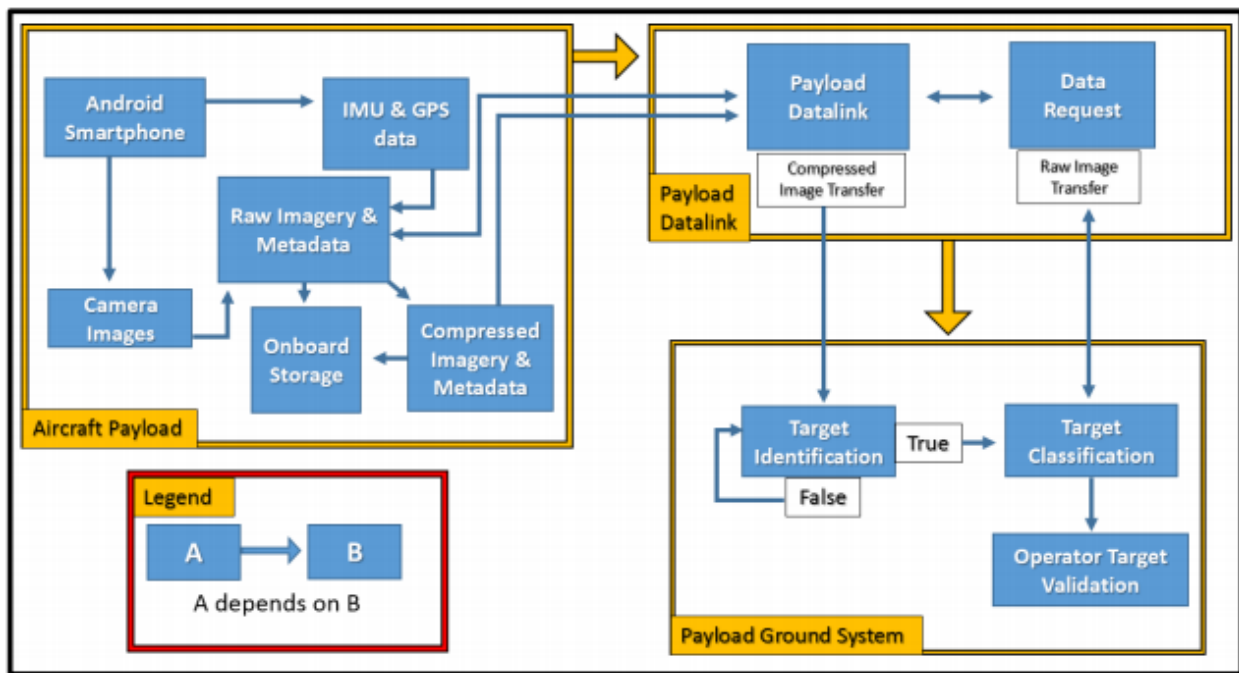 Android
Smartphone
IMU & GPS
data
Raw Imagery &
Metadata
Camera
Images
Onboard
Storage
Compressed
Imagery &
Metadata
Aircraft Payload
Payload
Datalink
Data
Request
Compressed
Image Transfer
Raw Image
Transfer
Payload
Datalink
Target
Identification
True
False
Target
Classification
Operator Target
Validation
Payload Ground System
Legend
A
B
A depends on B